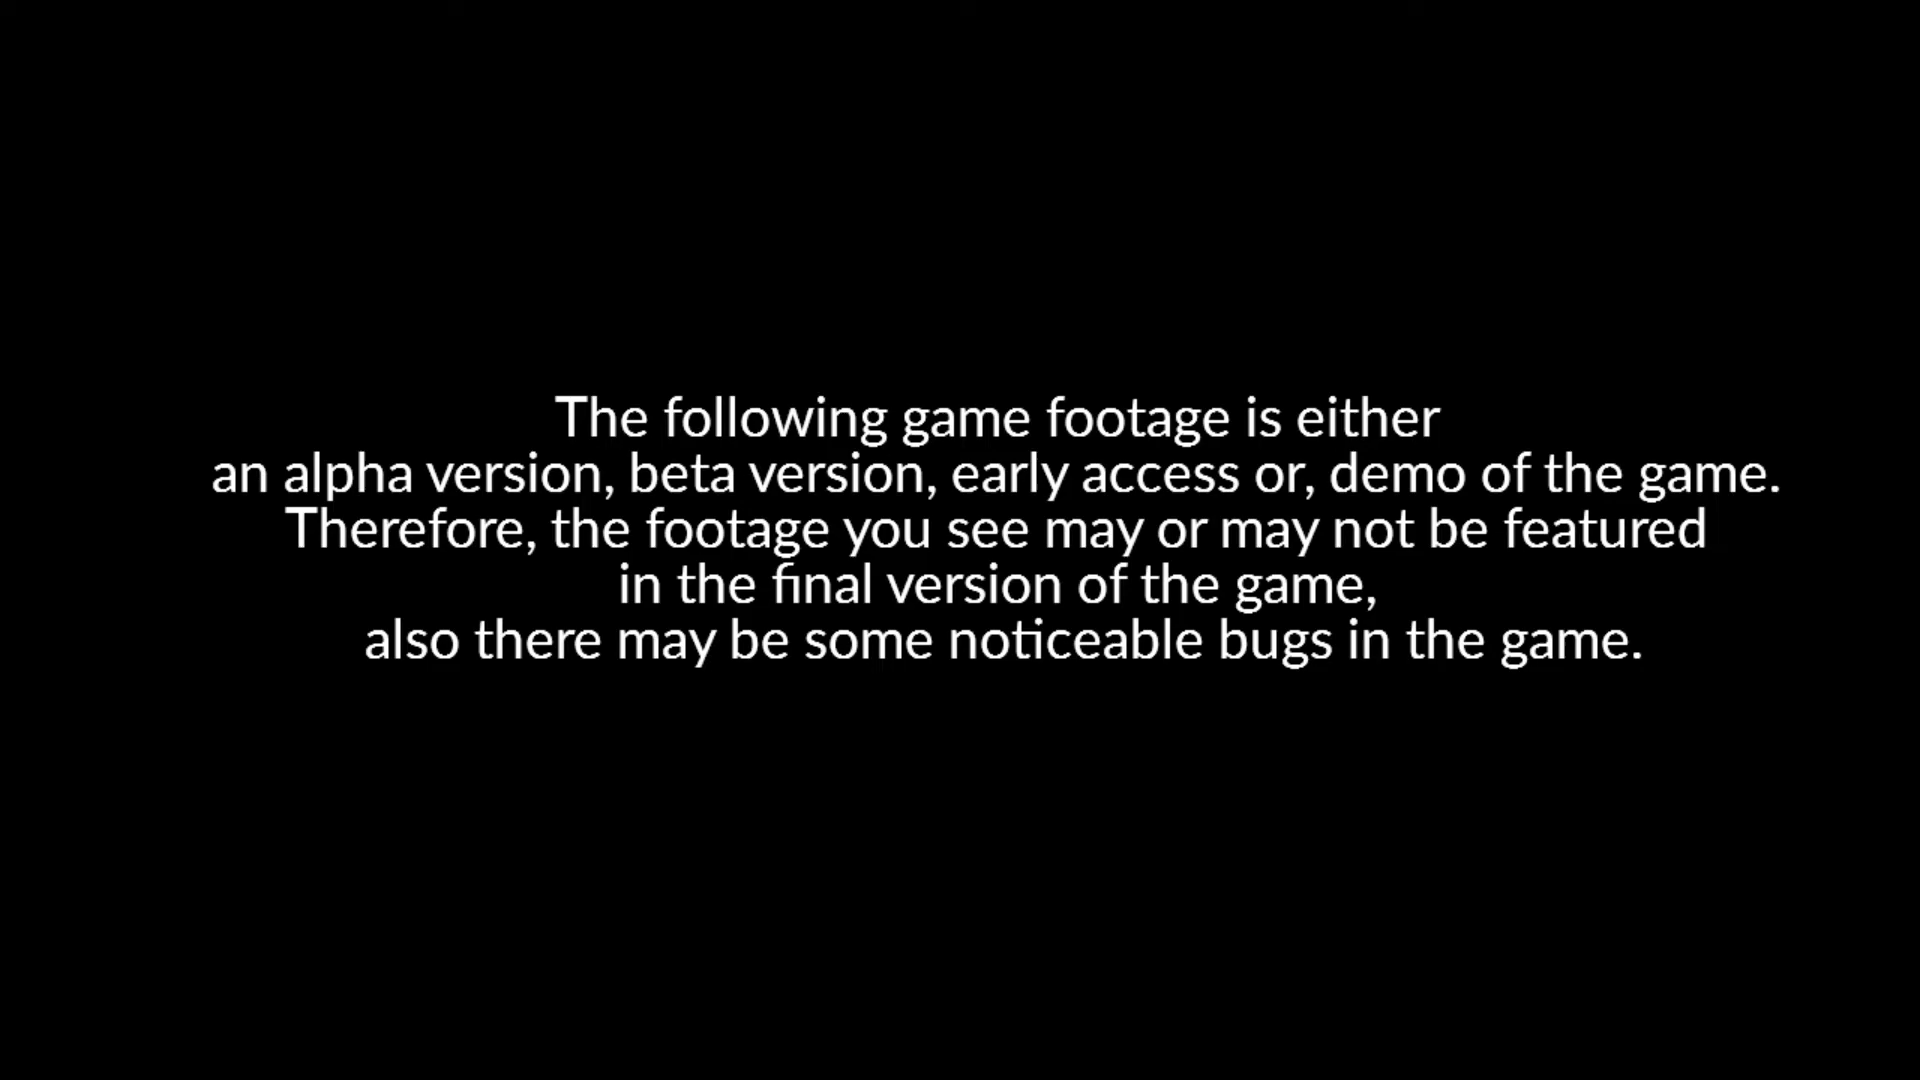 The following game footage is either
an alpha version, beta version, early access or, demo of the game.
Therefore, the footage you see may or may not be featured
in the final version of the game,
also there may be some noticeable bugs in the game.